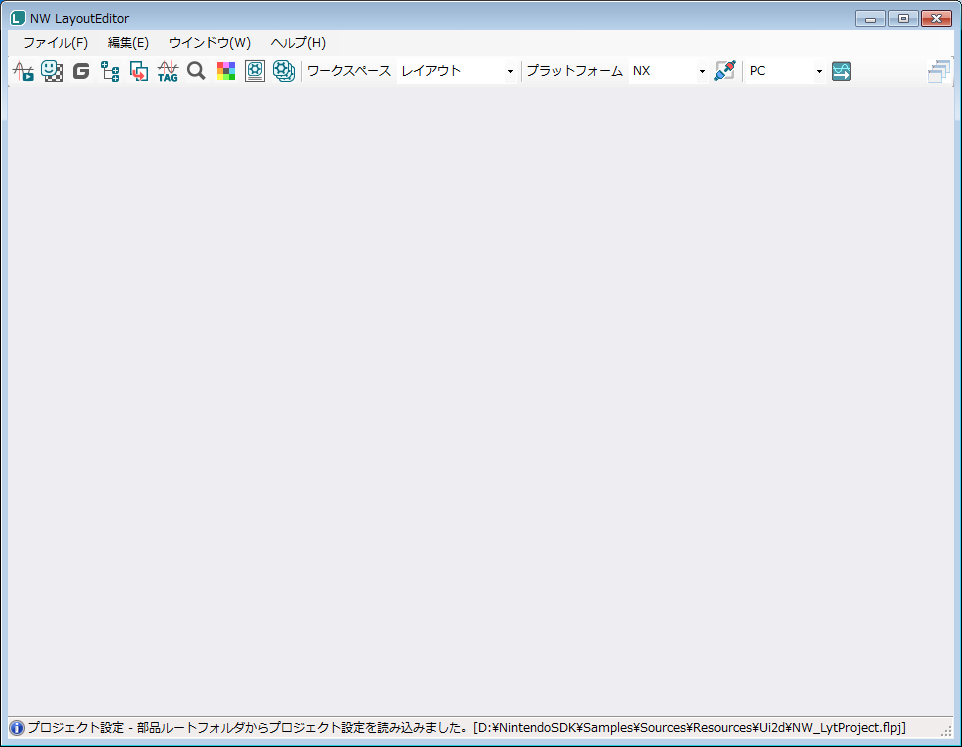 NW LayoutEditor
ファイル(F) 編集(E) ウインドウ(W) ヘルプ(H)
G TAG ワークスペース レイアウト プラットフォーム NX PC
プロジェクト設定 - 部品ルートフォルダからプロジェクト設定を読み込みました。[D:¥NintendoSDK¥Samples¥Sources¥Resources¥Ui2d¥NW_LytProject.flpj]